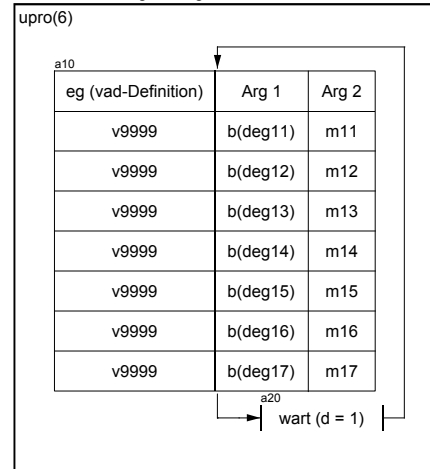 upro(6)
a10
eg (vad-Definition) Arg 1 Arg 2
v9999 b(deg11) m11
v9999 b(deg12) m12
v9999 b(deg13) m13
v9999 b(deg14) m14
v9999 b(deg15) m15
v9999 b(deg16) m16
v9999 b(deg17) m17
a20
wart (d = 1)